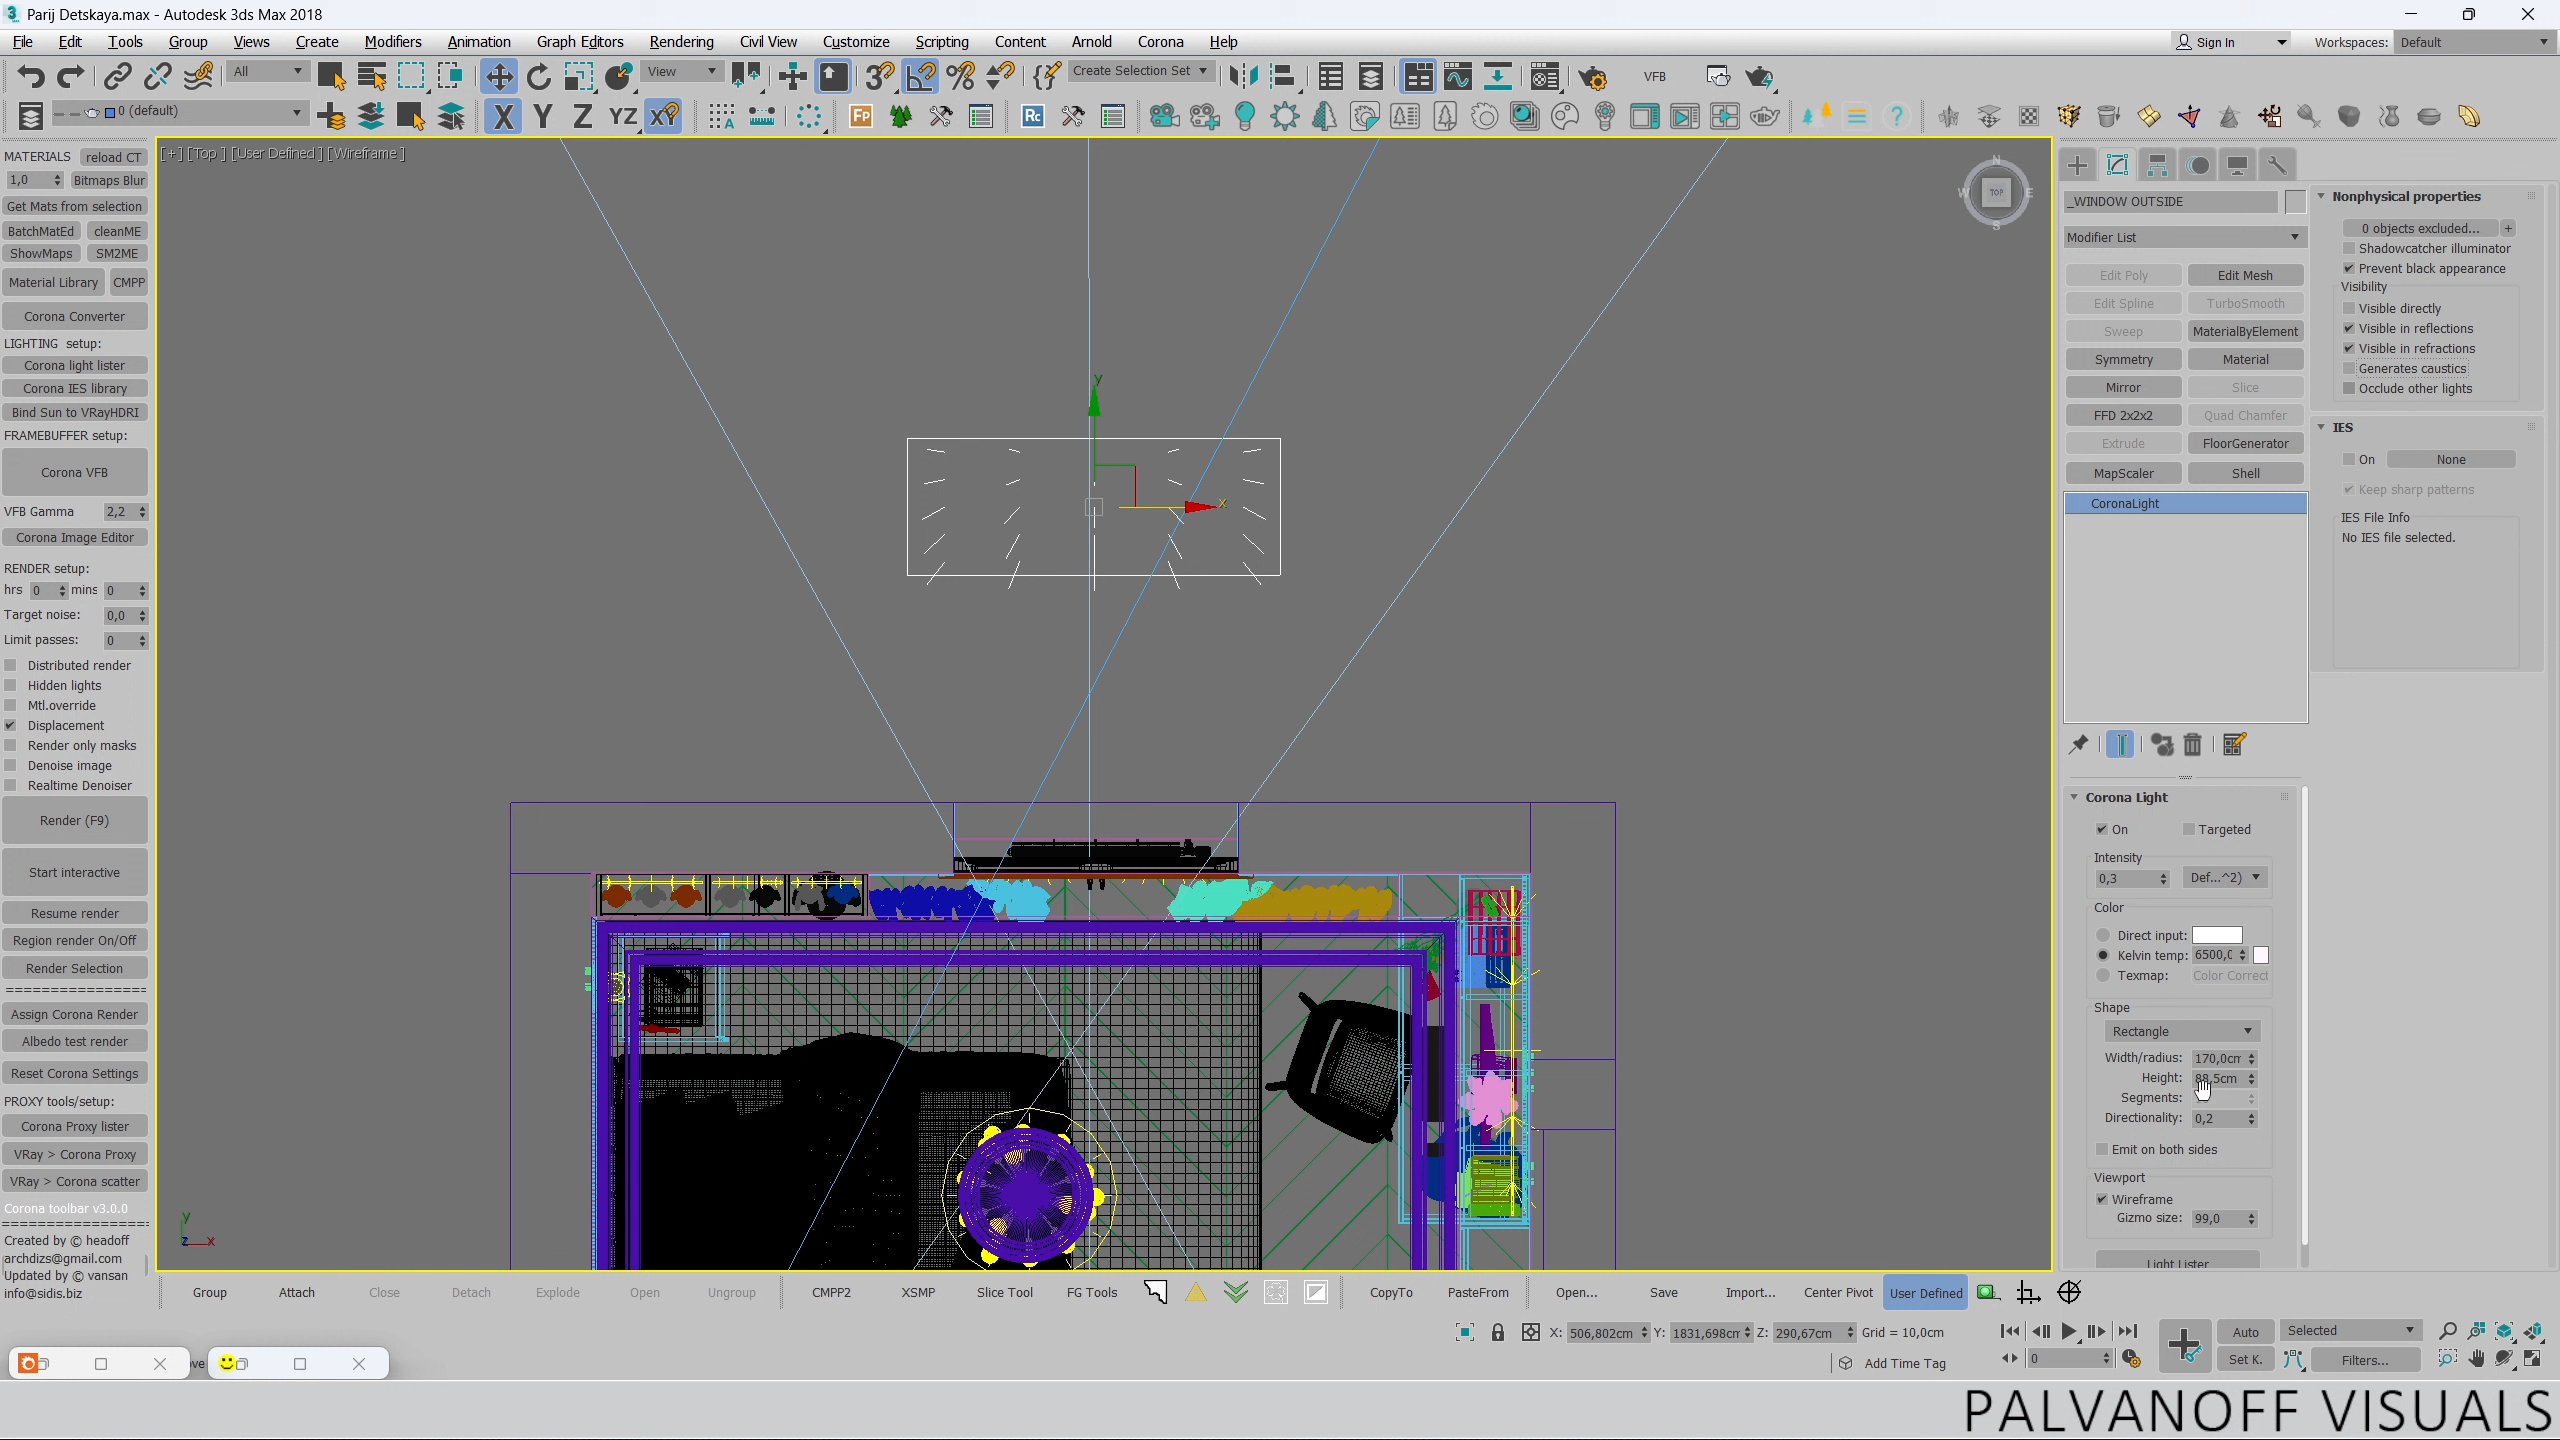 Parij Detskaya.max - Autodesk 3ds Max 2018
File Edit Tools Group Views Create Modifiers Animation Graph Editors Rendering Civil View Customize Scripting Content Arnold Corona Help
Sign In Workspaces: Default
All View Create Selection Set VFB
0 (default) X Y Z YZ XY
MATERIALS reload CT
1,0 Bitmaps Blur
Get Mats from selection
BatchMatEd cleanME
ShowMaps SM2ME
Material Library CMPP
Corona Converter
LIGHTING setup:
Corona light lister
Corona IES library
Bind Sun to VRayHDRI
FRAMEBUFFER setup:
Corona VFB
VFB Gamma 2,2
Corona Image Editor
RENDER setup:
hrs 0 mins 0
Target noise: 0,0
Limit passes: 0
Distributed render
Hidden lights
Mtl.override
Displacement
Render only masks
Denoise image
Realtime Denoiser
Render (F9)
Start interactive
Resume render
Region render On/Off
Render Selection
Assign Corona Render
Albedo test render
Reset Corona Settings
PROXY tools/setup:
Corona Proxy lister
VRay > Corona Proxy
VRay > Corona scatter
Corona toolbar v3.0.0
Created by © headoff
archdizs@gmail.com
Updated by © vansan
info@sidis.biz
[+] [Top] [User Defined] [Wireframe]
N
W TOP E
S
y
x
y
z x
_WINDOW OUTSIDE
Modifier List
Edit Poly Edit Mesh
Edit Spline TurboSmooth
Sweep MaterialByElement
Symmetry Material
Mirror Slice
FFD 2x2x2 Quad Chamfer
Extrude FloorGenerator
MapScaler Shell
CoronaLight
Corona Light
On Targeted
Intensity
0,3 Def...^2)
Color
Direct input:
Kelvin temp: 6500,0
Texmap: Color Correct
Shape
Rectangle
Width/radius: 170,0cm
Height: 88,5cm
Segments:
Directionality: 0,2
Emit on both sides
Viewport
Wireframe
Gizmo size: 99,0
Light Lister
Nonphysical properties
0 objects excluded... +
Shadowcatcher illuminator
Prevent black appearance
Visibility
Visible directly
Visible in reflections
Visible in refractions
Generates caustics
Occlude other lights
IES
On None
Keep sharp patterns
IES File Info
No IES file selected.
Group Attach Close Detach Explode Open Ungroup CMPP2 XSMP Slice Tool FG Tools CopyTo PasteFrom Open... Save Import... Center Pivot User Defined
X: 506,802cm Y: 1831,698cm Z: 290,67cm Grid = 10,0cm
Auto Selected
Add Time Tag 0 Set K. Filters...
PALVANOFF VISUALS